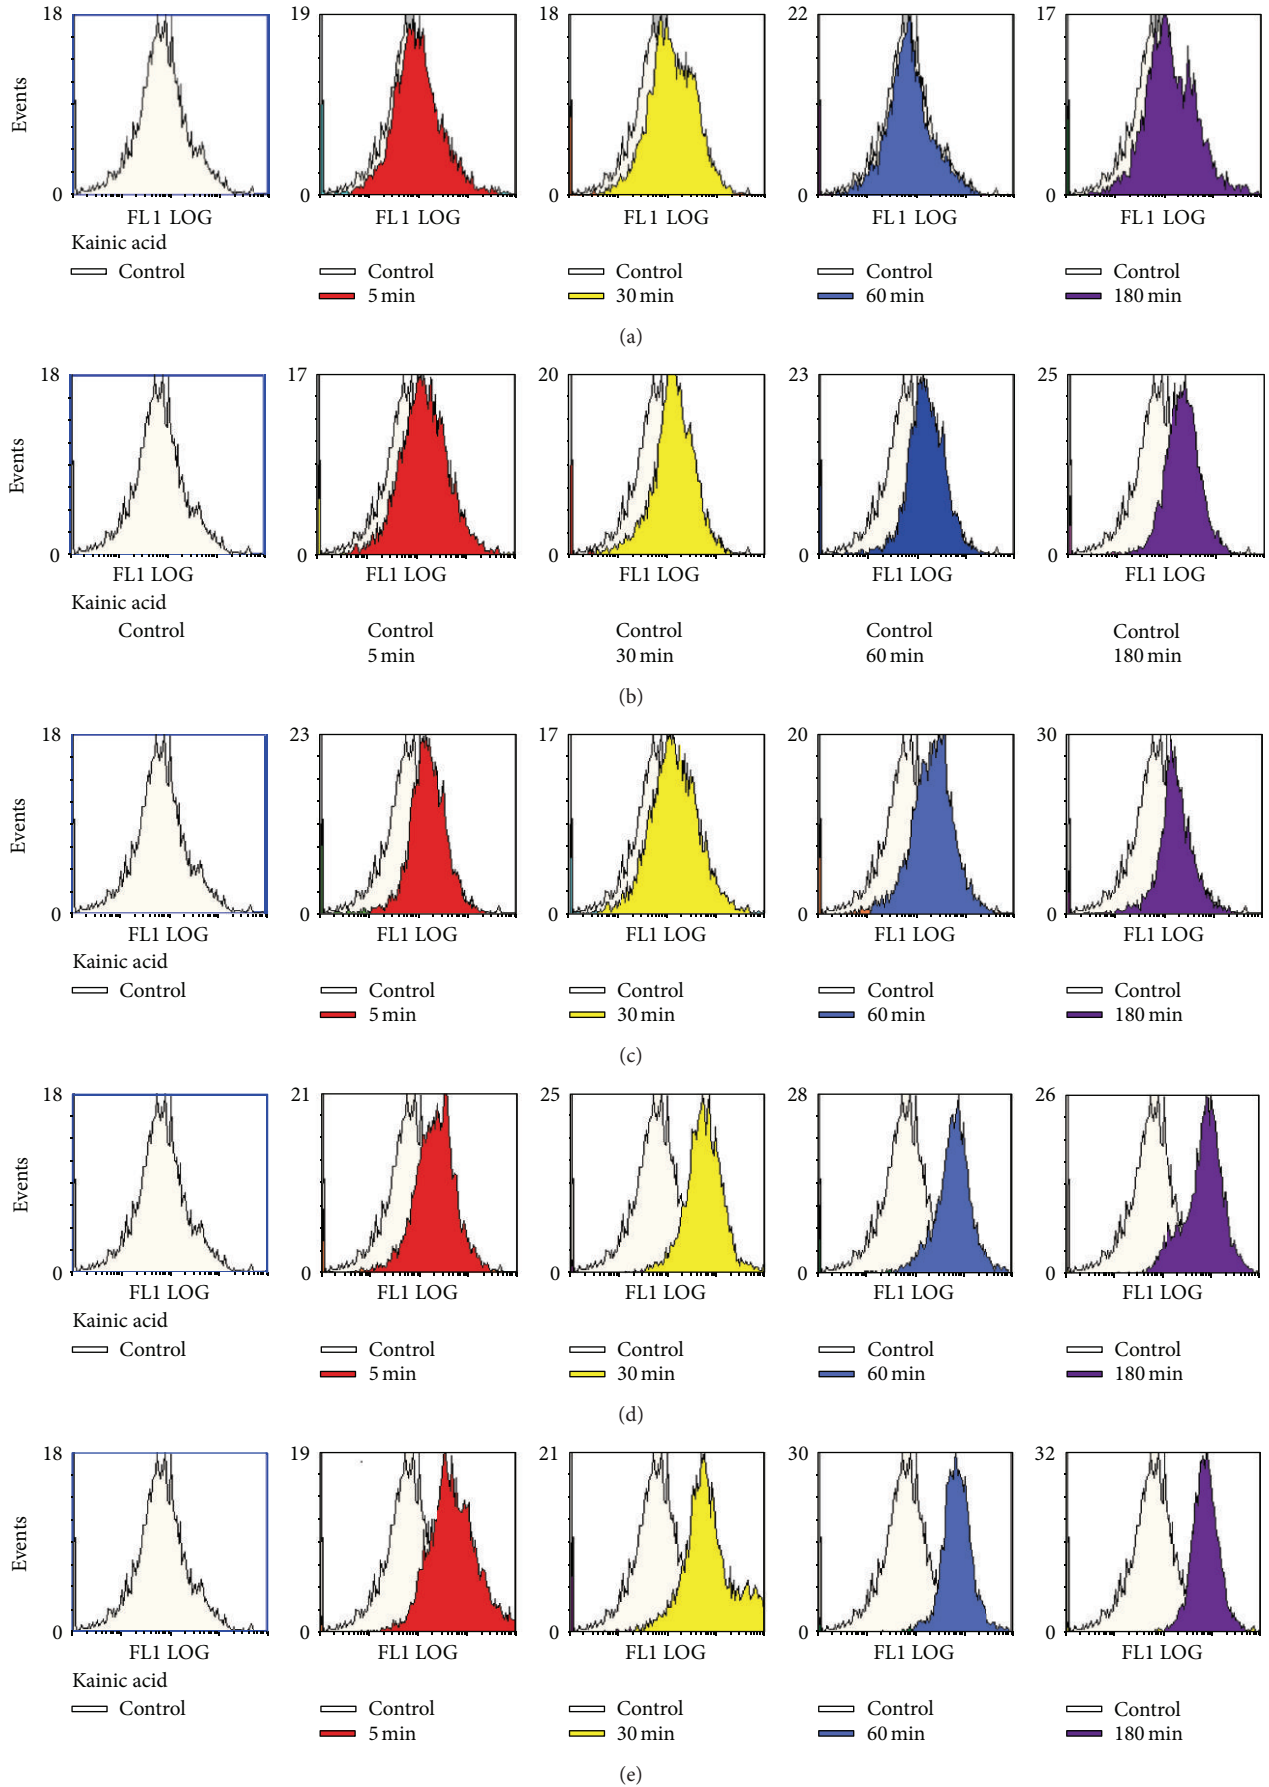 18 19 18 22 17
Events
0 0 0 0 0
FL1 LOG FL1 LOG FL1 LOG FL1 LOG FL1 LOG
Kainic acid
Control Control Control Control Control
5 min 30 min 60 min 180 min
(a)
18 17 20 23 25
Events
0 0 0 0 0
FL1 LOG FL1 LOG FL1 LOG FL1 LOG FL1 LOG
Kainic acid
Control Control Control Control Control
5 min 30 min 60 min 180 min
(b)
18 23 17 20 30
Events
0 0 0 0 0
FL1 LOG FL1 LOG FL1 LOG FL1 LOG FL1 LOG
Kainic acid
Control Control Control Control Control
5 min 30 min 60 min 180 min
(c)
18 21 25 28 26
Events
0 0 0 0 0
FL1 LOG FL1 LOG FL1 LOG FL1 LOG FL1 LOG
Kainic acid
Control Control Control Control Control
5 min 30 min 60 min 180 min
(d)
18 19 21 30 32
Events
0 0 0 0 0
FL1 LOG FL1 LOG FL1 LOG FL1 LOG FL1 LOG
Kainic acid
Control Control Control Control Control
5 min 30 min 60 min 180 min
(e)